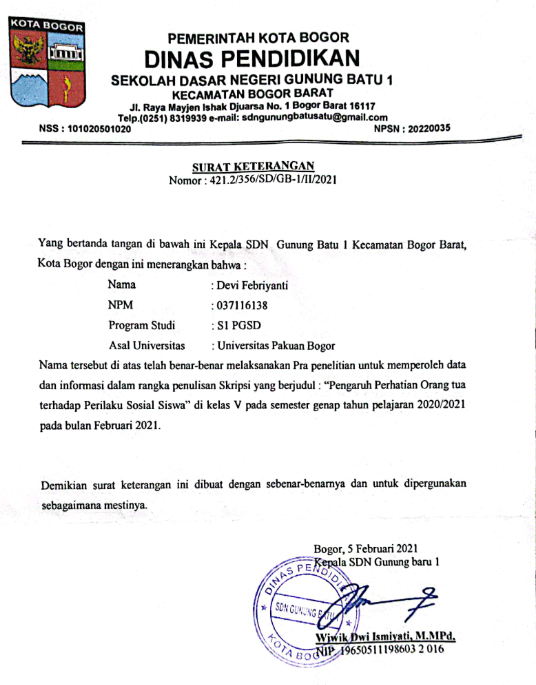 KOTA BOGOR
PEMERINTAH KOTA BOGOR
DINAS PENDIDIKAN
SEKOLAH DASAR NEGERI GUNUNG BATU 1
KECAMATAN BOGOR BARAT
Jl. Raya Mayjen Ishak Djuarsa No. 1 Bogor Barat 16117
Telp.(0251) 8319939 e-mail: sdngunungbatusatu@gmail.com
NSS : 101020501020 NPSN : 20220035
SURAT KETERANGAN
Nomor : 421.2/356/SD/GB-1/II/2021
Yang bertanda tangan di bawah ini Kepala SDN Gunung Batu 1 Kecamatan Bogor Barat,
Kota Bogor dengan ini menerangkan bahwa :
Nama : Devi Febriyanti
NPM : 037116138
Program Studi : S1 PGSD
Asal Universitas : Universitas Pakuan Bogor
Nama tersebut di atas telah benar-benar melaksanakan Pra penelitian untuk memperoleh data
dan informasi dalam rangka penulisan Skripsi yang berjudul : “Pengaruh Perhatian Orang tua
terhadap Perilaku Sosial Siswa” di kelas V pada semester genap tahun pelajaran 2020/2021
pada bulan Februari 2021.
Demikian surat keterangan ini dibuat dengan sebenar-benarnya dan untuk dipergunakan
sebagaimana mestinya.
Bogor, 5 Februari 2021
Kepala SDN Gunung baru 1
DINAS PENDIDI
SDN GUNUNG BATU
KOTA BOGOR
Wiwik Dwi Ismiyati, M.MPd.
NIP 19650511198603 2 016